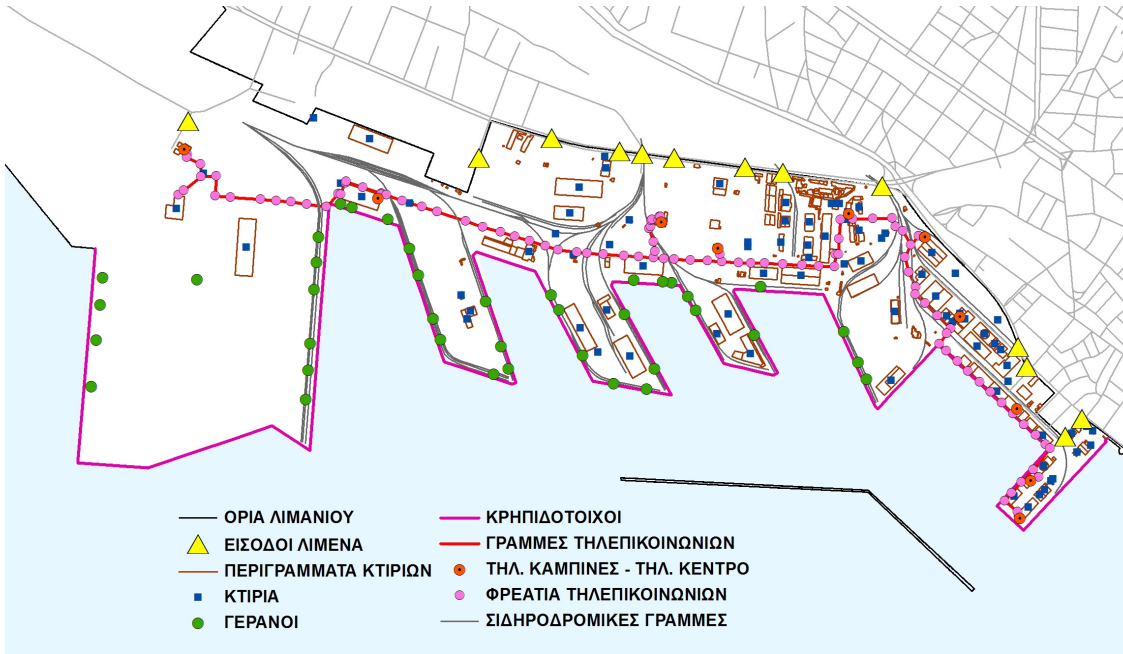 ΟΡΙΑ ΛΙΜΑΝΙΟΥ
ΕΙΣΟΔΟΙ ΛΙΜΕΝΑ
ΠΕΡΙΓΡΑΜΜΑΤΑ ΚΤΙΡΙΩΝ
ΚΤΙΡΙΑ
ΓΕΡΑΝΟΙ
ΚΡΗΠΙΔΟΤΟΙΧΟΙ
ΓΡΑΜΜΕΣ ΤΗΛΕΠΙΚΟΙΝΩΝΙΩΝ
ΤΗΛ. ΚΑΜΠΙΝΕΣ - ΤΗΛ. ΚΕΝΤΡΟ
ΦΡΕΑΤΙΑ ΤΗΛΕΠΙΚΟΙΝΩΝΙΩΝ
ΣΙΔΗΡΟΔΡΟΜΙΚΕΣ ΓΡΑΜΜΕΣ